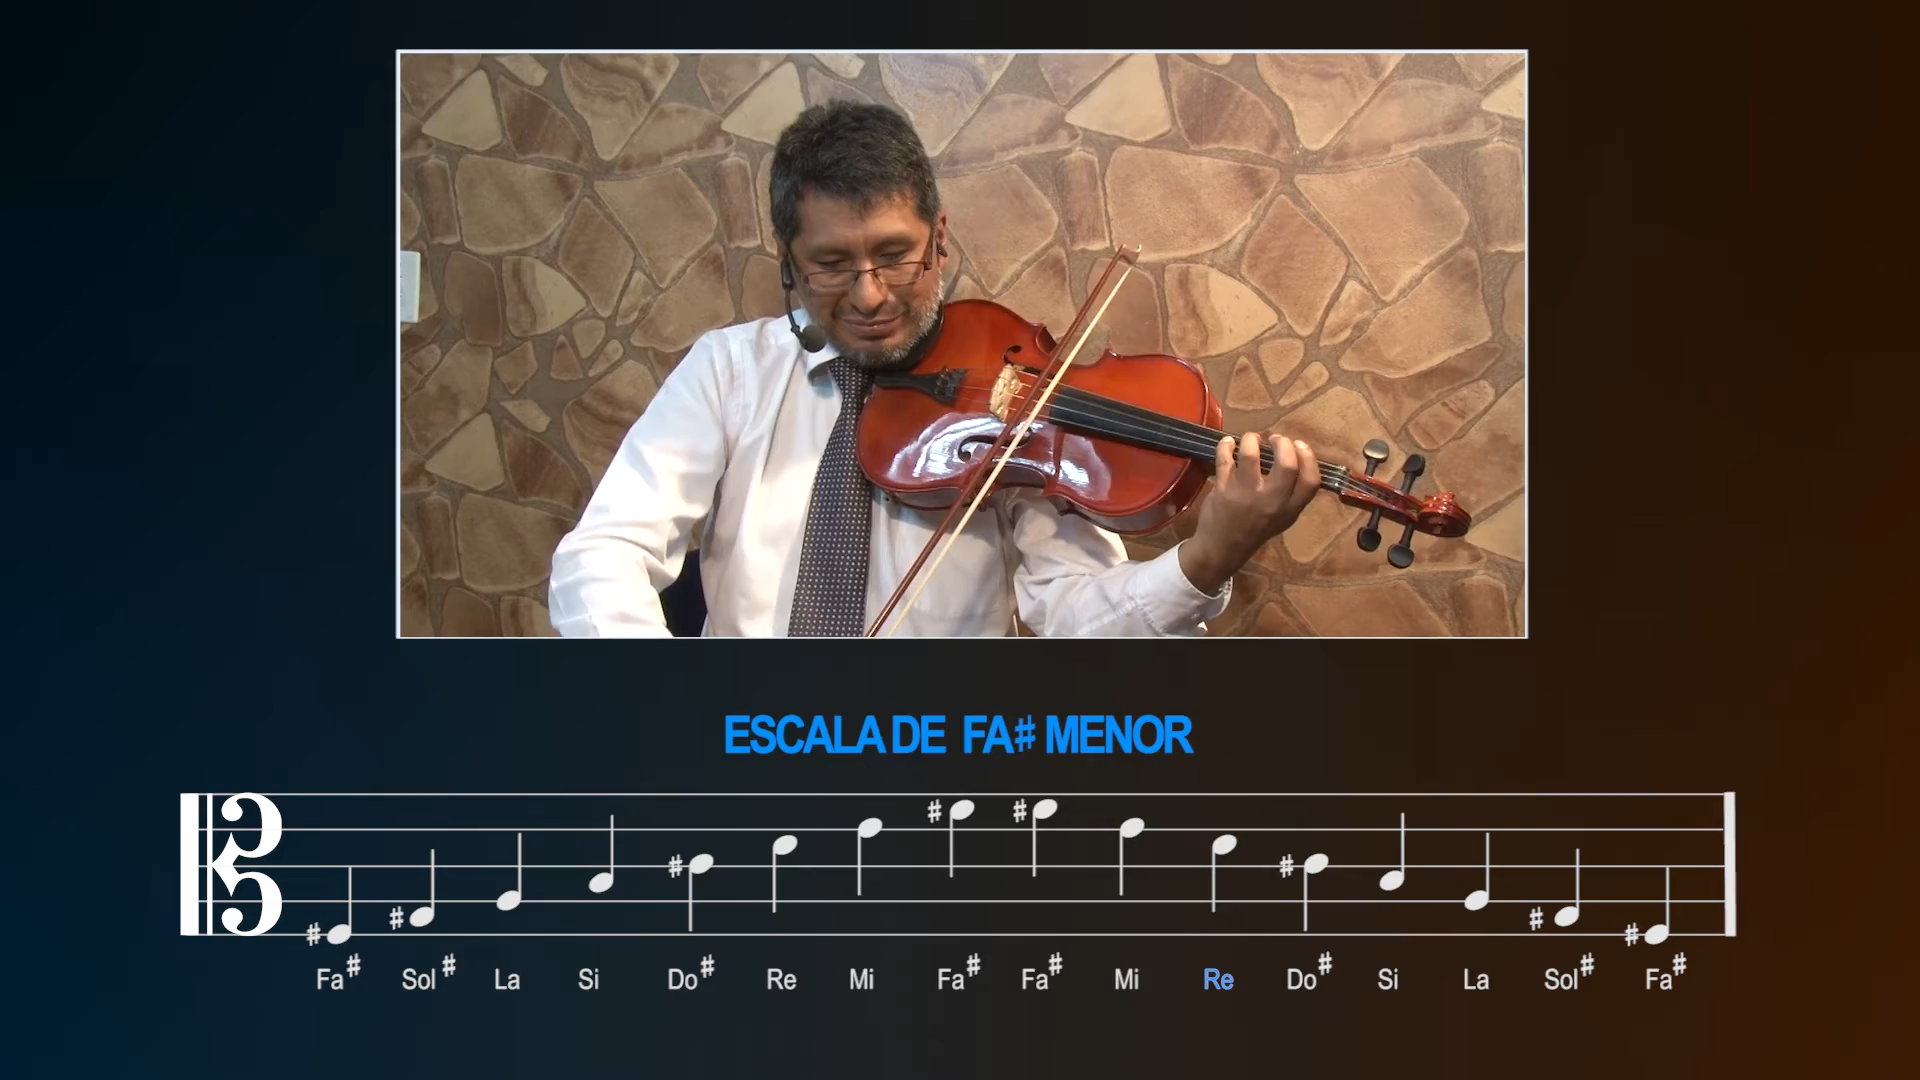 ESCALA DE FA# MENOR
Fa# Sol# La Si Do# Re Mi Fa# Fa# Mi Re Do# Si La Sol# Fa#